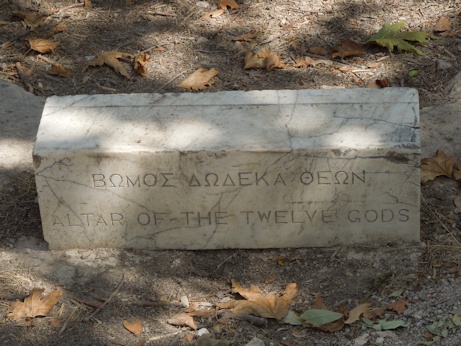 ΒΩΜΟΣ ΔΩΔΕΚΑ ΘΕΩΝ
ALTAR OF THE TWELVE GODS